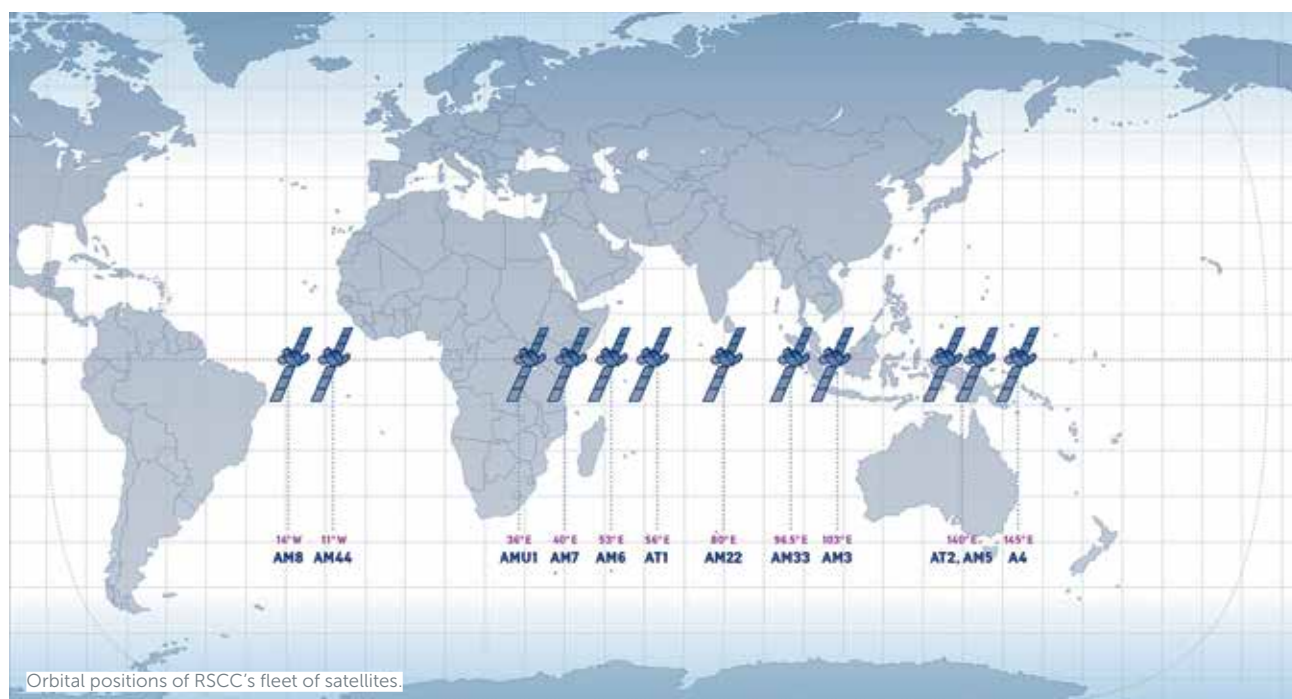 14°W 11°W 36°E 40°E 53°E 56°E 80°E 96.5°E 103°E 140°E 145°E
AM8 AM44 AMU1 AM7 AM6 AT1 AM22 AM33 AM3 AT2, AM5 A4
Orbital positions of RSCC's fleet of satellites.